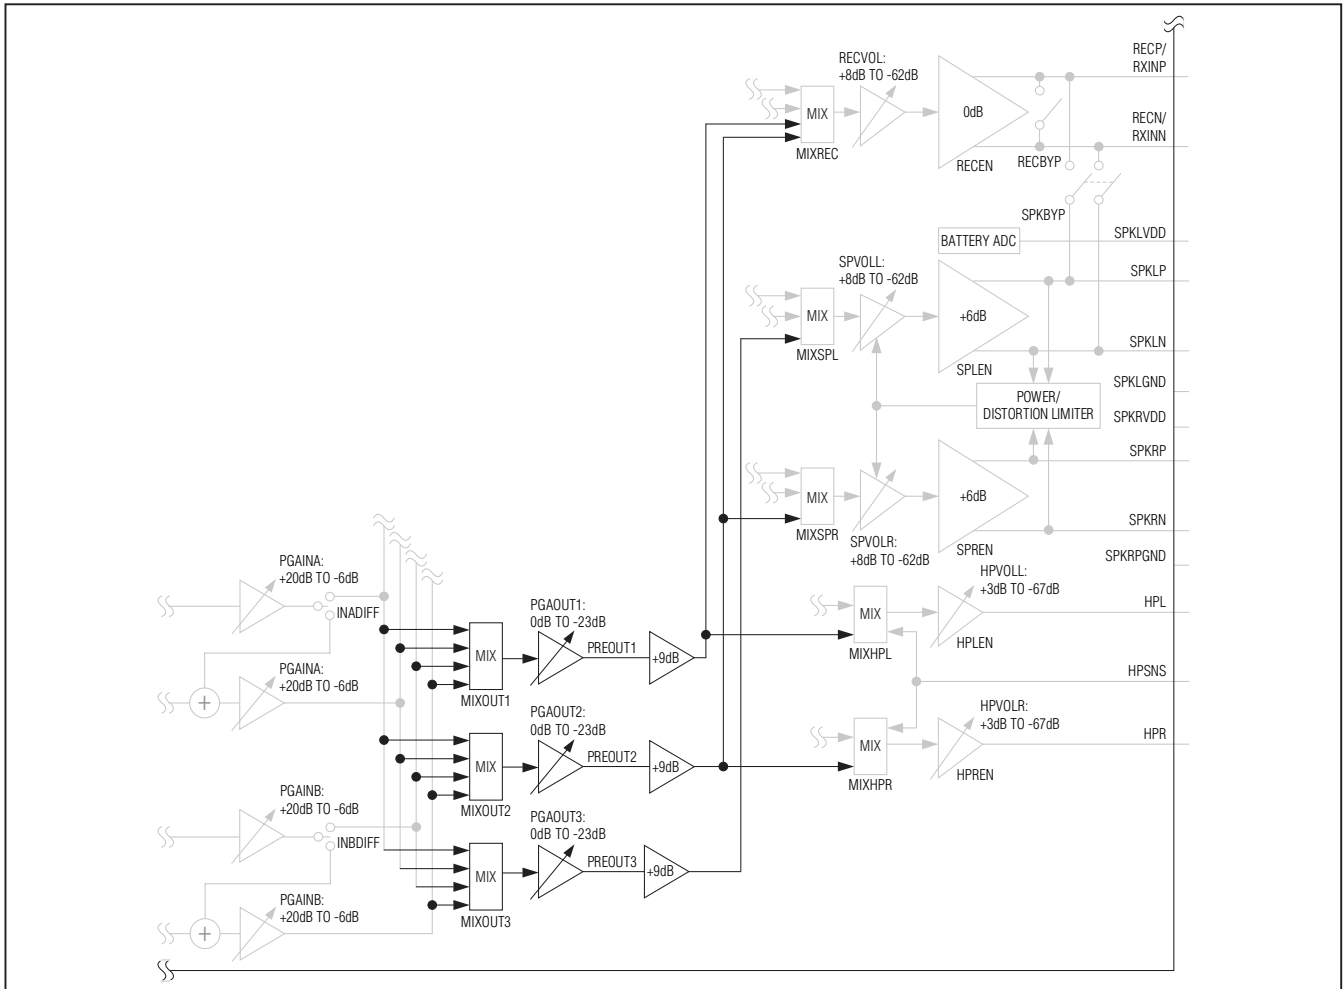 RECP/
RXINP
RECVOL:
+8dB TO -62dB
MIX
0dB
RECN/
RXINN
MIXREC
RECEN
RECBYP
SPKBYP
BATTERY ADC
SPKLVDD
SPVOLL:
+8dB TO -62dB
SPKLP
MIX
+6dB
SPKLN
MIXSPL
SPLEN
SPKLGND
POWER/
DISTORTION LIMITER
SPKRVDD
SPKRP
MIX
+6dB
SPKRN
MIXSPR
SPVOLR:
+8dB TO -62dB
SPREN
SPKRPGND
PGAINA:
+20dB TO -6dB
INADIFF
PGAOUT1:
0dB TO -23dB
PREOUT1
+9dB
MIX
MIXOUT1
HPVOLL:
+3dB TO -67dB
MIX
HPL
MIXHPL
HPLEN
HPSNS
PGAINA:
+20dB TO -6dB
+
PGAOUT2:
0dB TO -23dB
PREOUT2
+9dB
MIX
MIXOUT2
HPVOLR:
+3dB TO -67dB
MIX
HPR
MIXHPR
HPREN
PGAINB:
+20dB TO -6dB
INBDIFF
PGAOUT3:
0dB TO -23dB
PREOUT3
+9dB
MIX
MIXOUT3
PGAINB:
+20dB TO -6dB
+